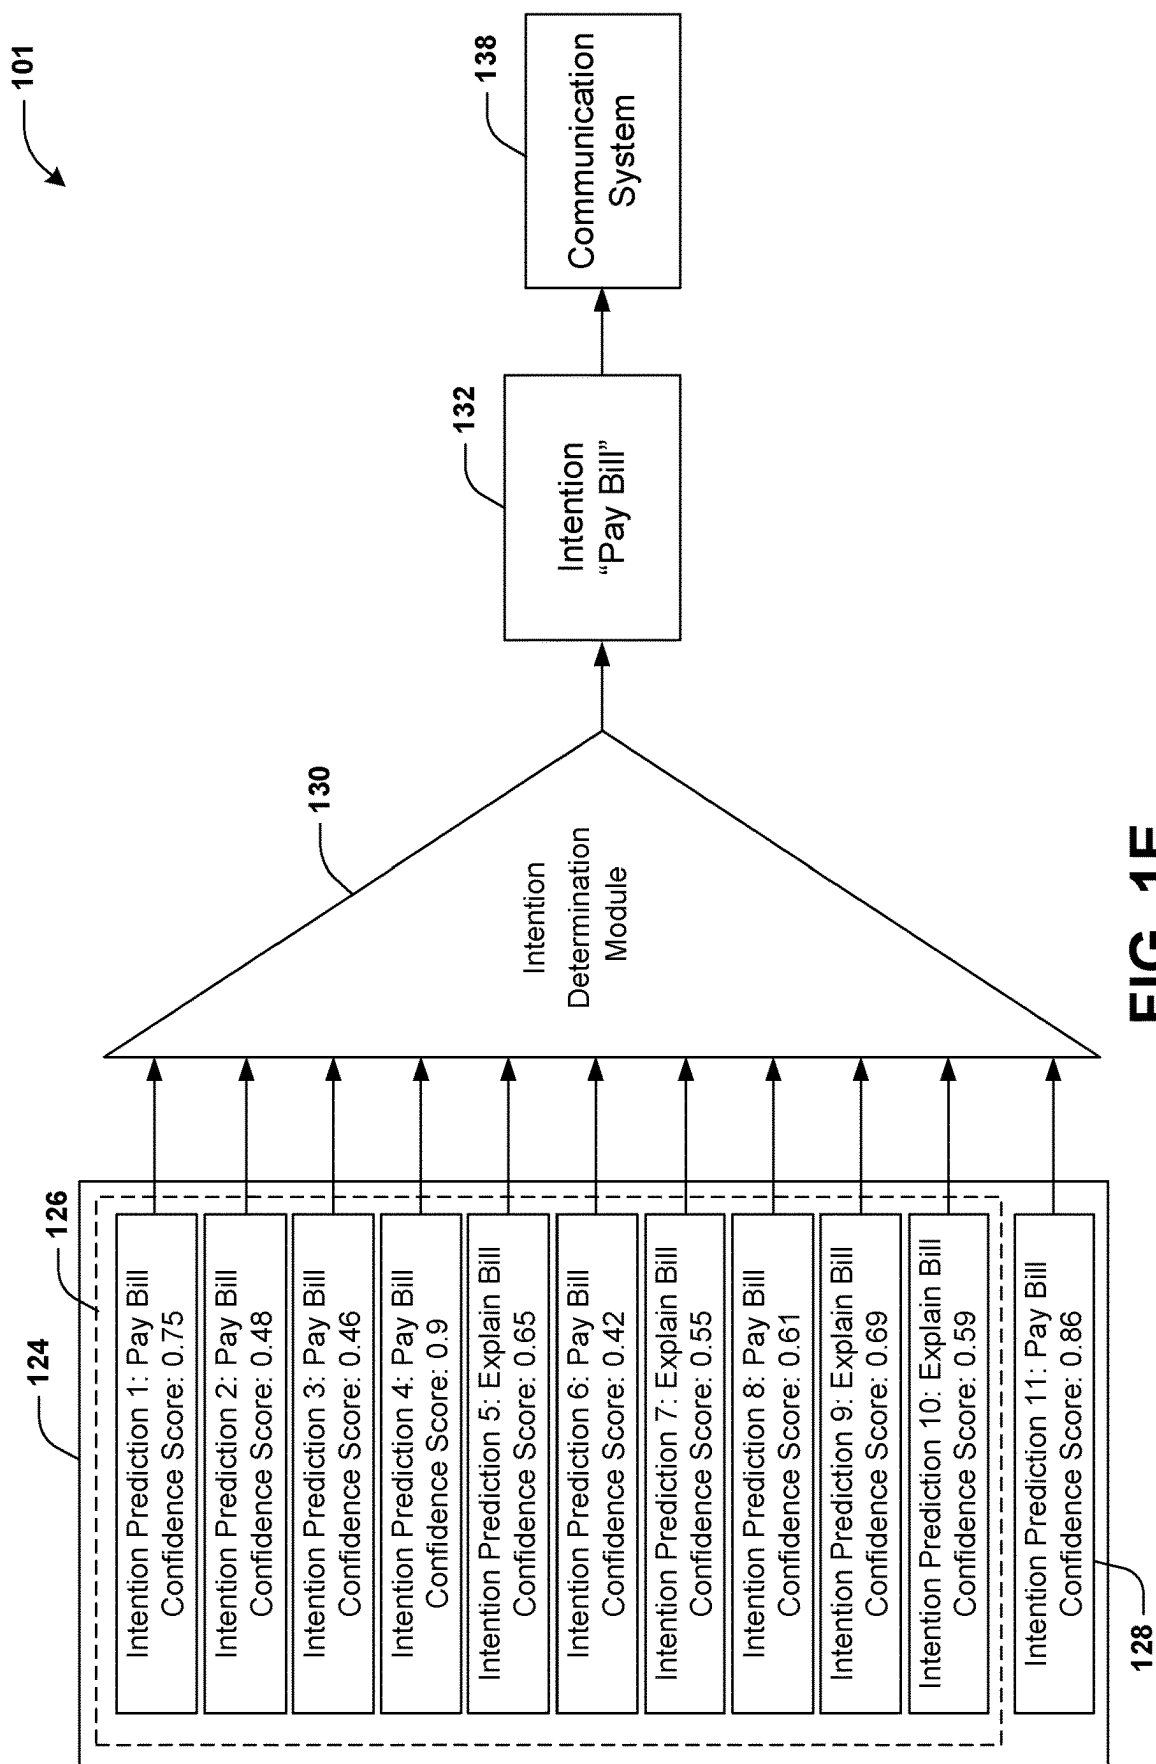 101
124
126
Intention Prediction 1: Pay Bill
Confidence Score: 0.75
Intention Prediction 2: Pay Bill
Confidence Score: 0.48
Intention Prediction 3: Pay Bill
Confidence Score: 0.46
Intention Prediction 4: Pay Bill
Confidence Score: 0.9
Intention Prediction 5: Explain Bill
Confidence Score: 0.65
Intention Prediction 6: Pay Bill
Confidence Score: 0.42
Intention Prediction 7: Explain Bill
Confidence Score: 0.55
Intention Prediction 8: Pay Bill
Confidence Score: 0.61
Intention Prediction 9: Explain Bill
Confidence Score: 0.69
Intention Prediction 10: Explain Bill
Confidence Score: 0.59
Intention Prediction 11: Pay Bill
Confidence Score: 0.86
128
130
Intention
Determination
Module
132
Intention
“Pay Bill”
138
Communication
System
FIG